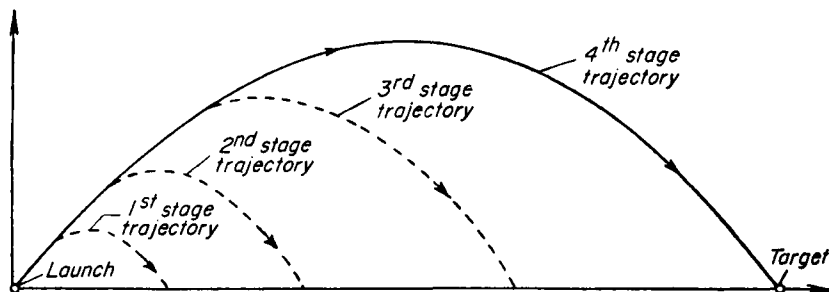 4th stage
trajectory
3rd stage
trajectory
2nd stage
trajectory
1st stage
trajectory
Launch
Target